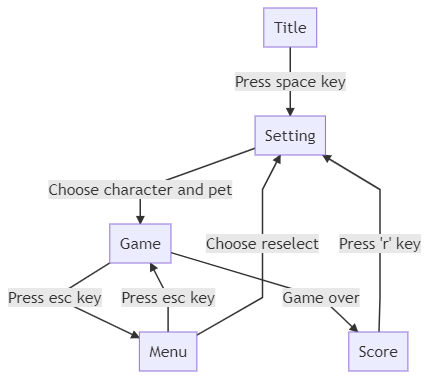 Title
Press space key
Setting
Choose character and pet
Game
Choose reselect
Press 'r' key
Press esc key
Press esc key
Game over
Menu
Score